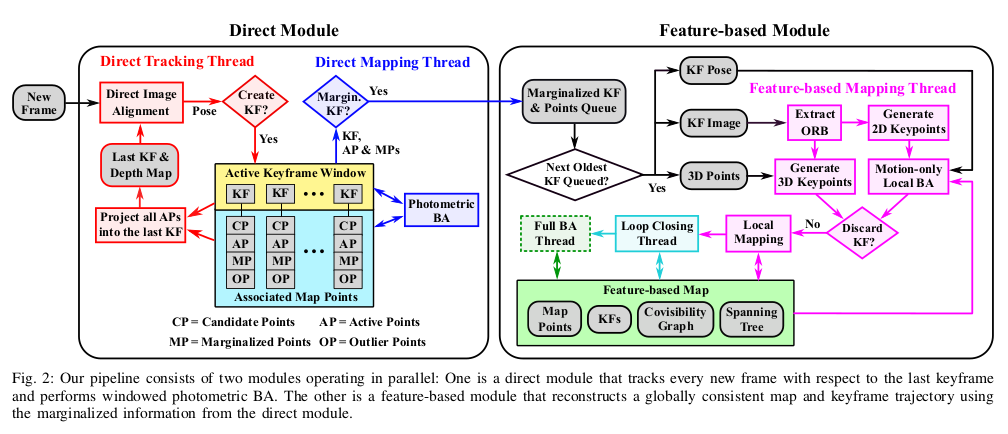 Direct Module
Feature-based Module
Direct Tracking Thread
Direct Mapping Thread
New
Frame
Direct Image
Alignment
Pose
Create
KF?
Yes
Margin.
KF?
Yes
KF,
AP & MPs
Last KF &
Depth Map
Project all APs
into the last KF
Active Keyframe Window
KF KF ••• KF
CP CP CP
AP AP ••• AP
MP MP MP
OP OP OP
Associated Map Points
Photometric
BA
CP = Candidate Points AP = Active Points
MP = Marginalized Points OP = Outlier Points
Marginalized KF
& Points Queue
Next Oldest
KF Queued?
Yes
KF Pose
KF Image
3D Points
Feature-based Mapping Thread
Extract
ORB
Generate
2D Keypoints
Generate
3D Keypoints
Motion-only
Local BA
Discard
KF?
No
Local
Mapping
Loop Closing
Thread
Full BA
Thread
Feature-based Map
Map
Points
KFs
Covisibility
Graph
Spanning
Tree
Fig. 2: Our pipeline consists of two modules operating in parallel: One is a direct module that tracks every new frame with respect to the last keyframe
and performs windowed photometric BA. The other is a feature-based module that reconstructs a globally consistent map and keyframe trajectory using
the marginalized information from the direct module.